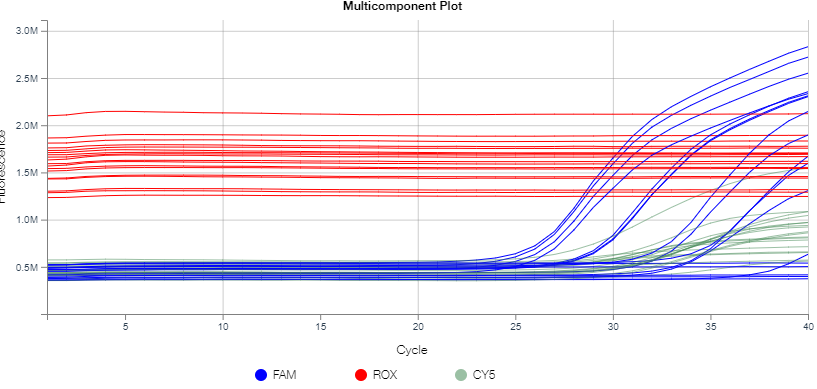 Multicomponent Plot
3.0M
2.5M
2.0M
1.5M
1.0M
0.5M
Fluorescence
5 10 15 20 25 30 35 40
Cycle
FAM ROX CY5